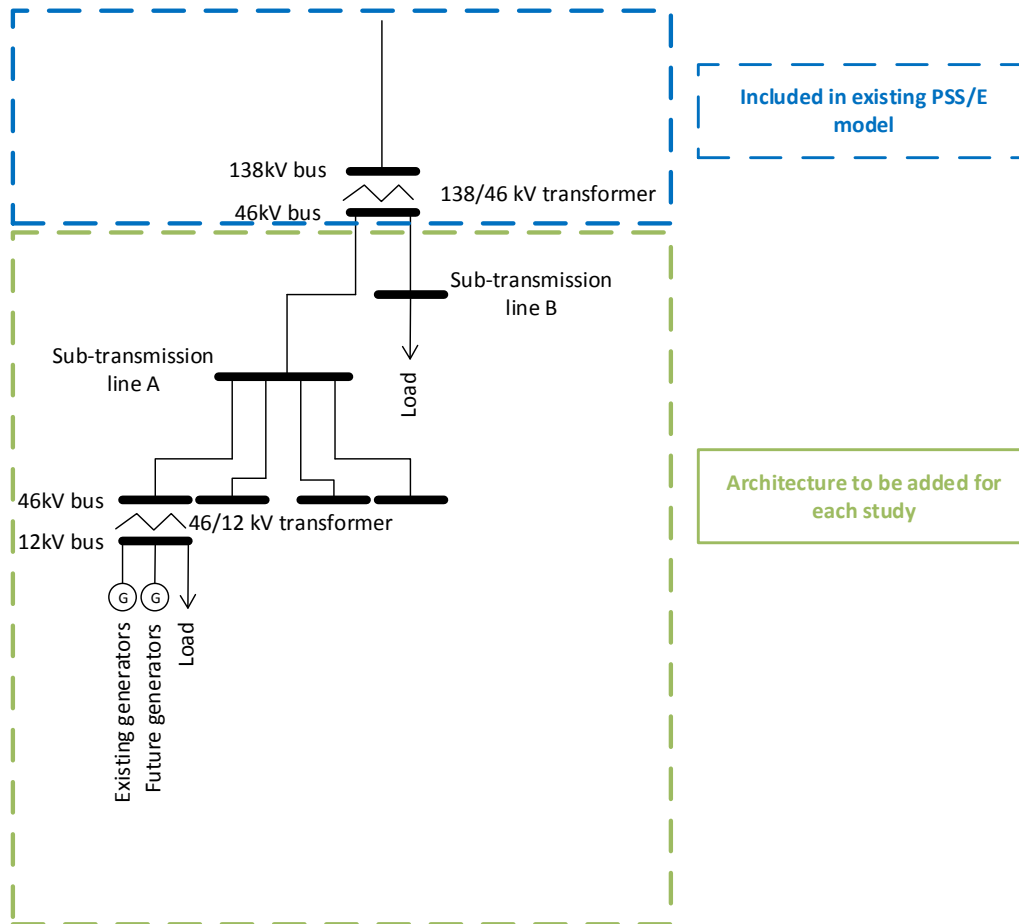 Included in existing PSS/E
model
138kV bus
138/46 kV transformer
46kV bus
Sub-transmission
line B
Sub-transmission
line A
Load
Architecture to be added for
each study
46kV bus
46/12 kV transformer
12kV bus
G
G
Existing generators
Future generators
Load